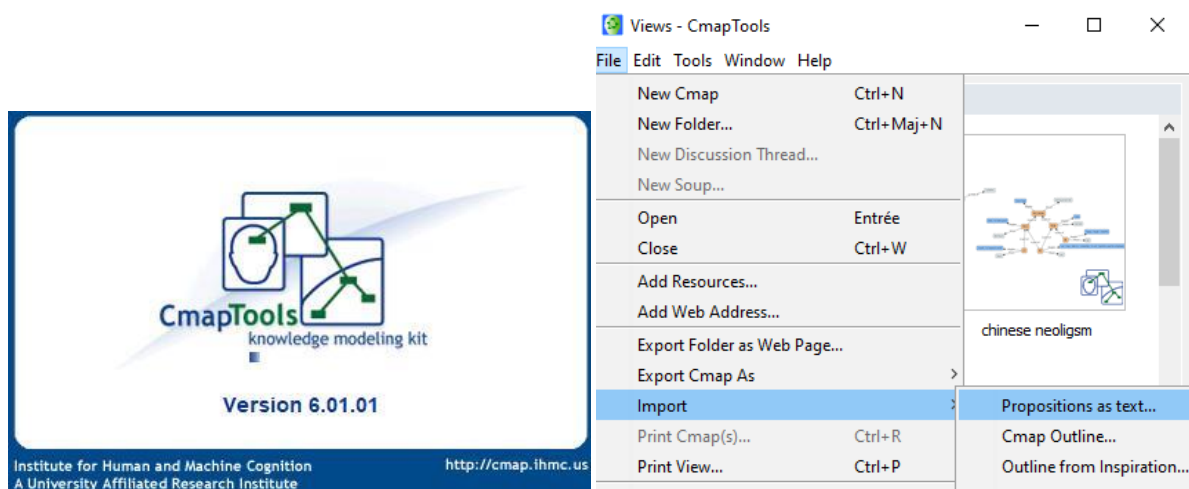 CmapTools
knowledge modeling kit
Version 6.01.01
Institute for Human and Machine Cognition
A University Affiliated Research Institute
http://cmap.ihmc.us
Views - CmapTools
File Edit Tools Window Help
New Cmap Ctrl+N
New Folder... Ctrl+Maj+N
New Discussion Thread...
New Soup...
Open Entrée
Close Ctrl+W
Add Resources...
Add Web Address...
Export Folder as Web Page...
Export Cmap As
Import
Print Cmap(s)... Ctrl+R
Print View... Ctrl+P
chinese neoligsm
Propositions as text...
Cmap Outline...
Outline from Inspiration...